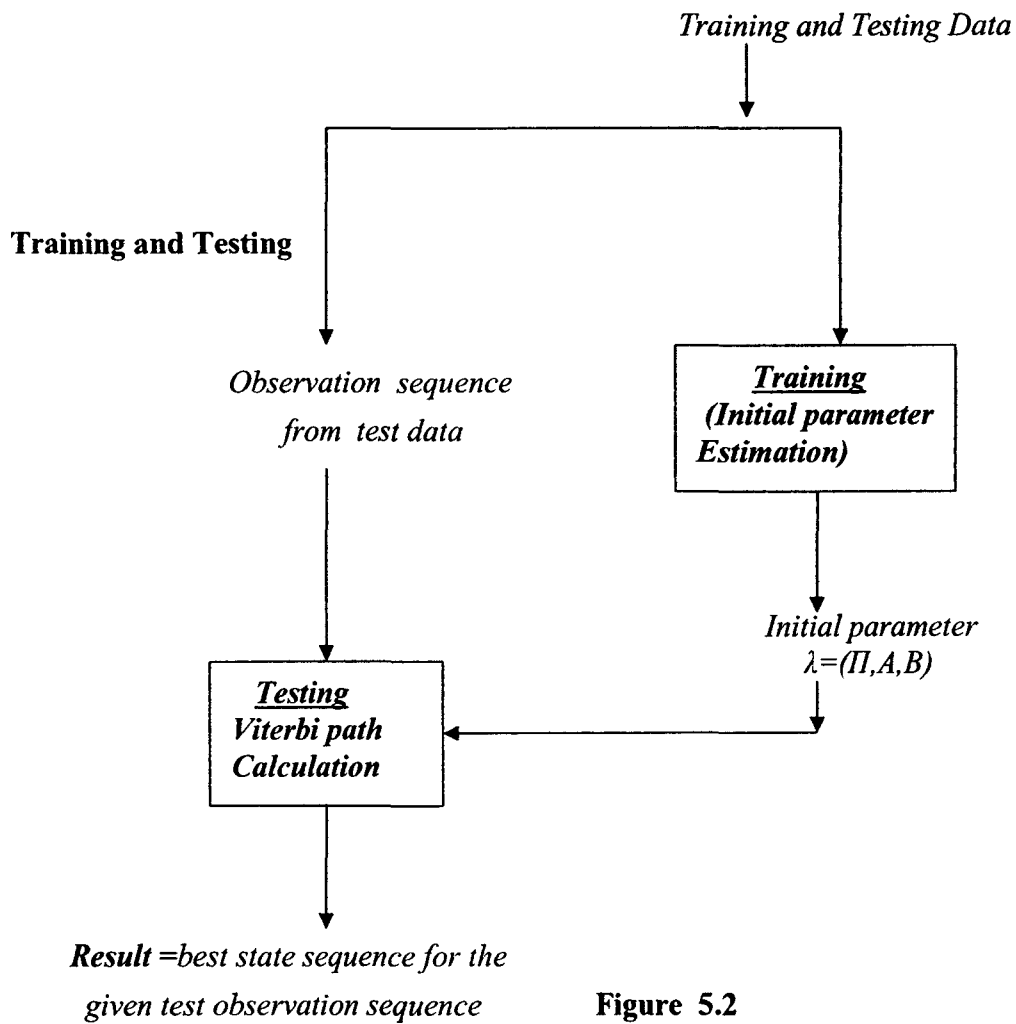 Training and Testing Data
Training and Testing
Observation sequence
from test data
Training
(Initial parameter
Estimation)
Initial parameter
λ=(Π,A,B)
Testing
Viterbi path
Calculation
Result =best state sequence for the
given test observation sequence
Figure 5.2